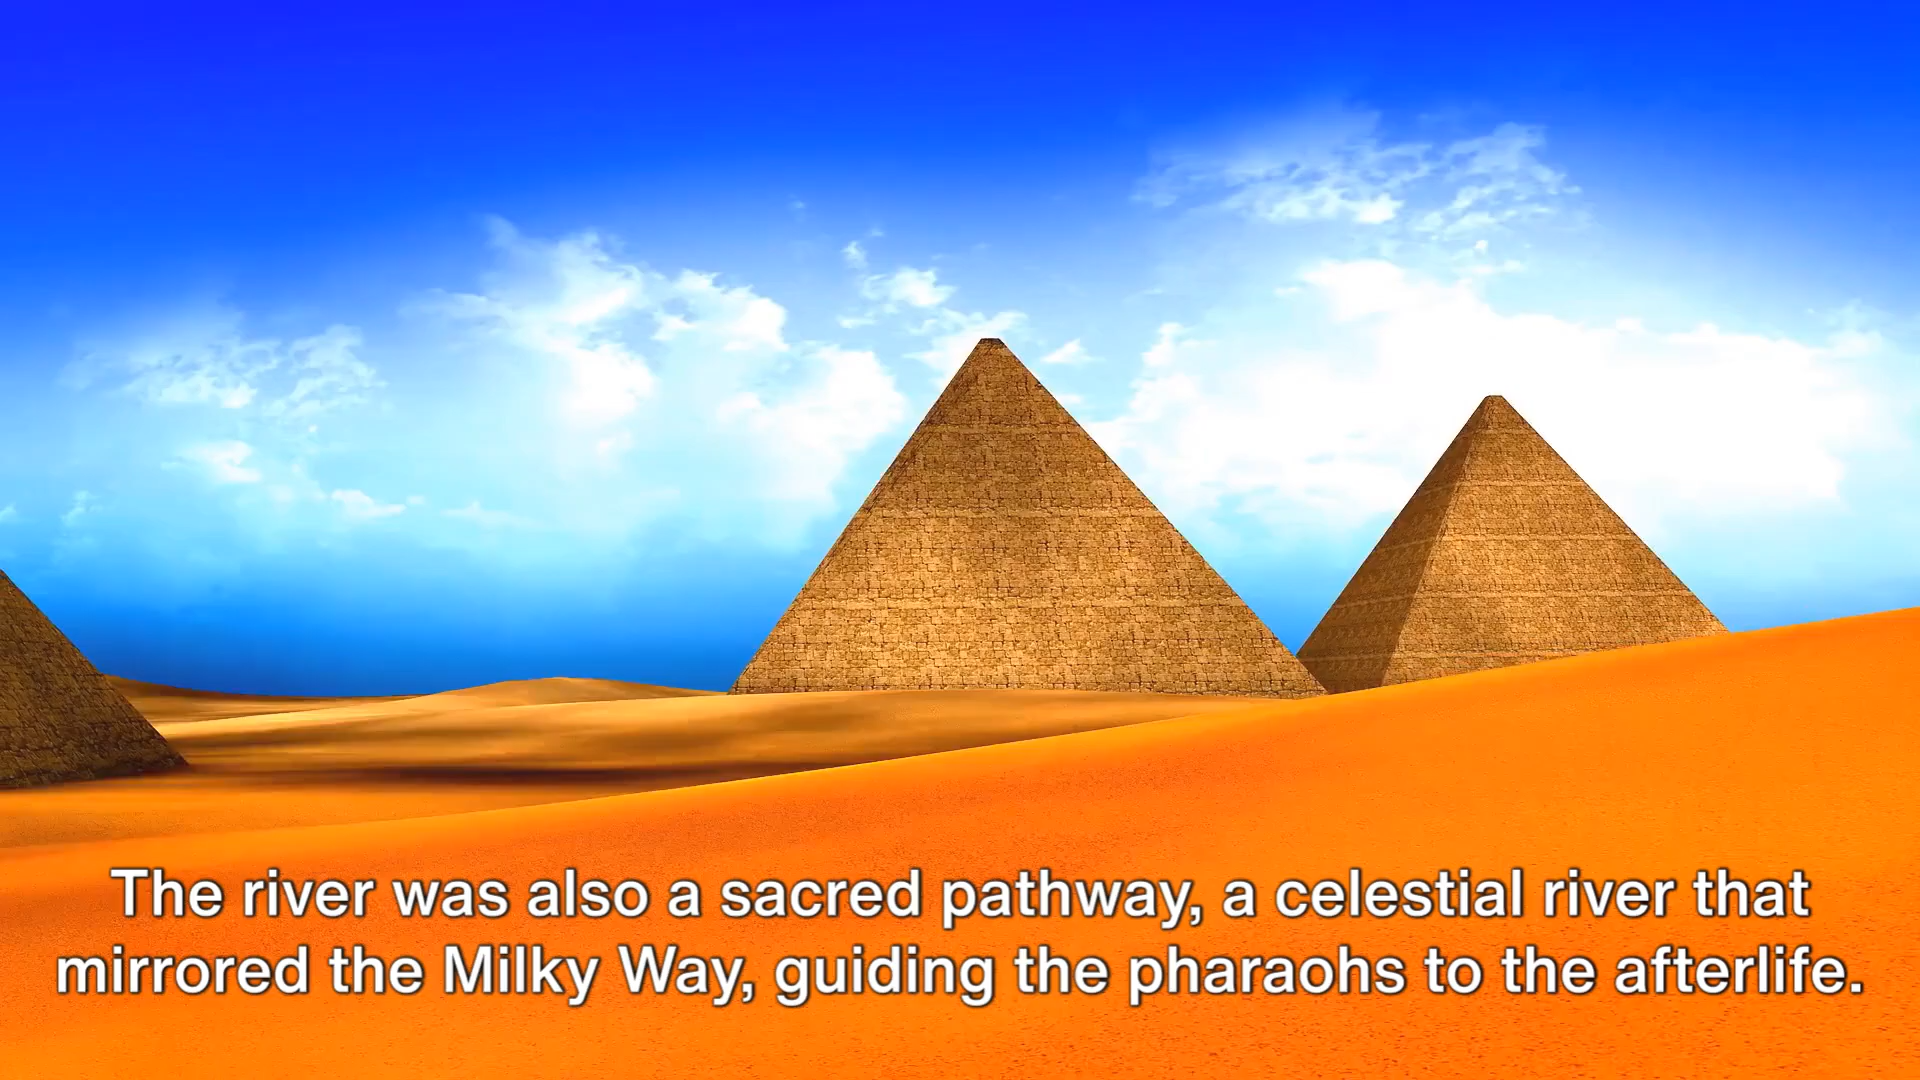 The river was also a sacred pathway, a celestial river that
mirrored the Milky Way, guiding the pharaohs to the afterlife.